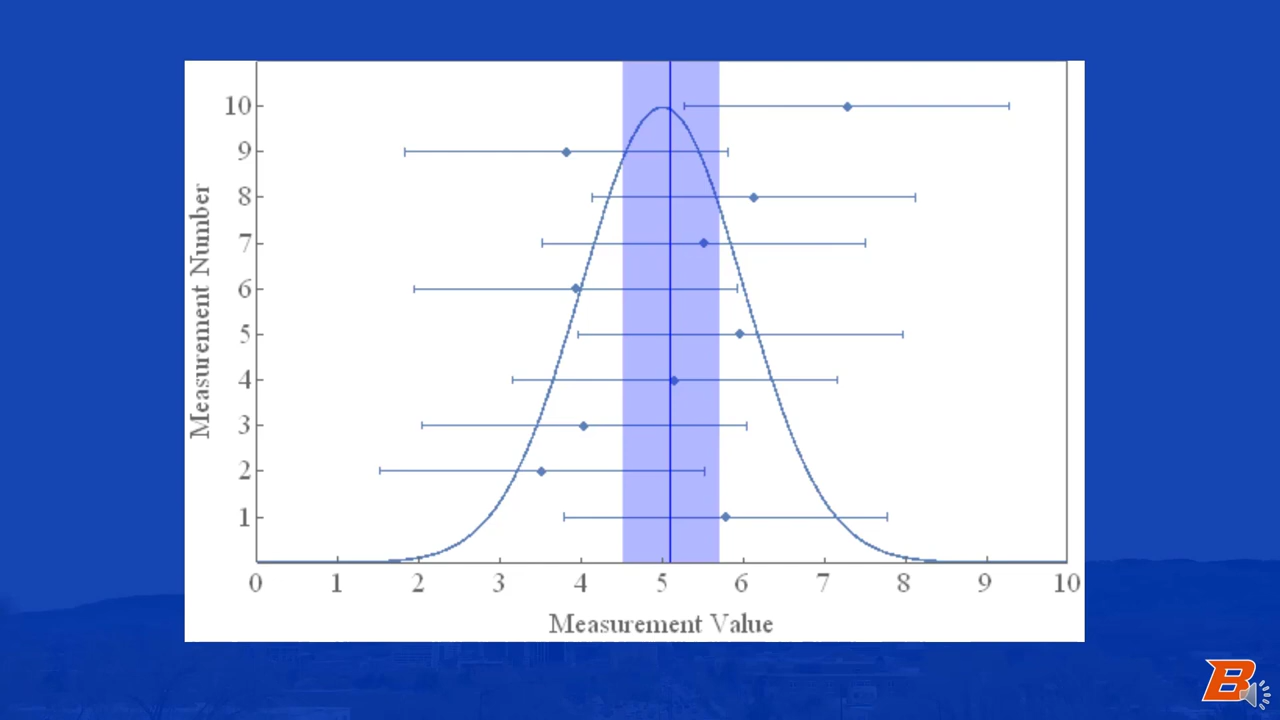 10
9
8
7
6
5
4
3
2
1
Measurement Number
0 1 2 3 4 5 6 7 8 9 10
Measurement Value
B